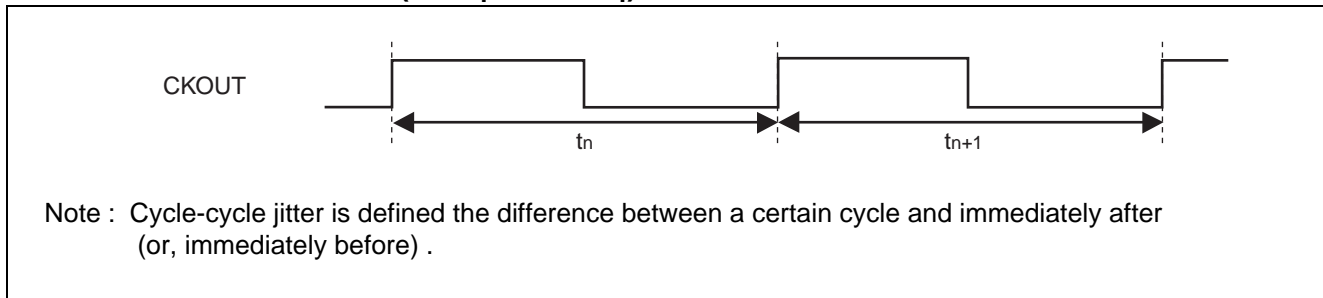 CKOUT
tn
tn+1
Note : Cycle-cycle jitter is defined the difference between a certain cycle and immediately after
(or, immediately before) .